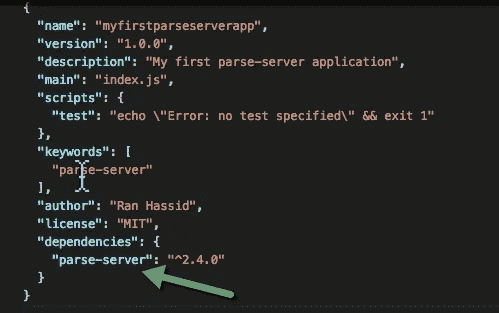 {
"name": "myfirstparseserverapp",
"version": "1.0.0",
"description": "My first parse-server application",
"main": "index.js",
"scripts": {
"test": "echo \"Error: no test specified\" && exit 1"
},
"keywords": [
"parse-server"
],
"author": "Ran Hassid",
"license": "MIT",
"dependencies": {
"parse-server": "^2.4.0"
}
}